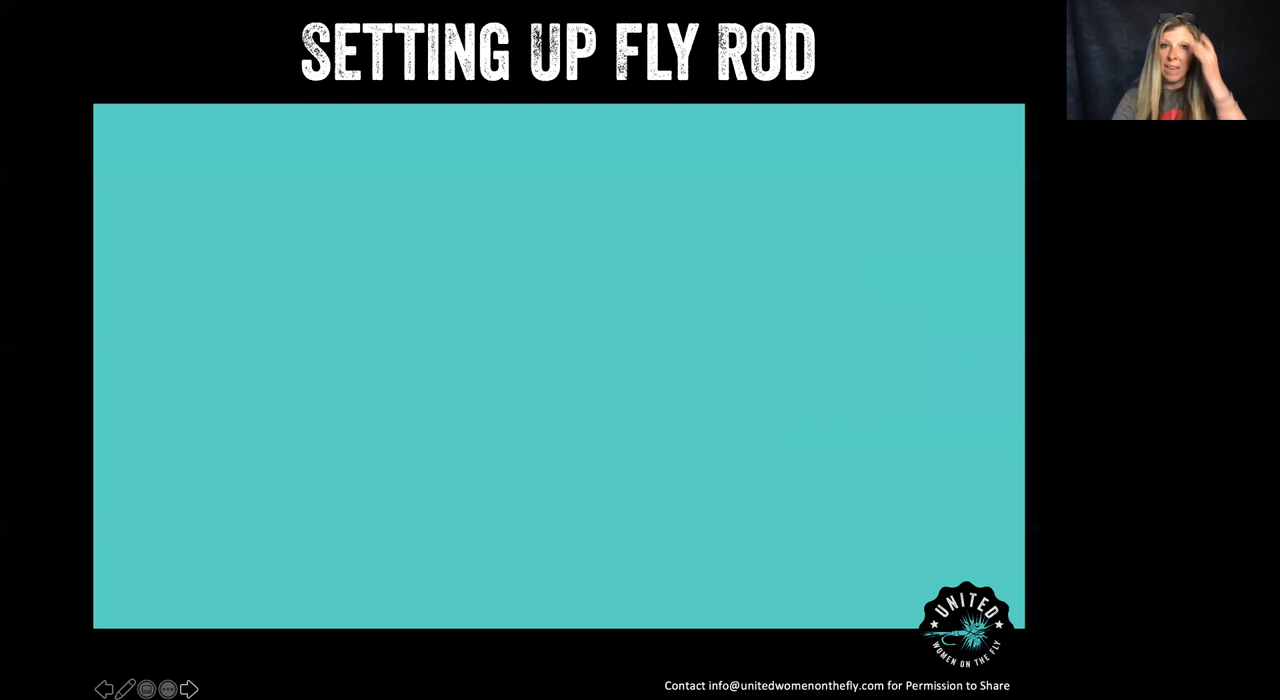 SETTING UP FLY ROD
UNITED
WOMEN ON THE FLY
Contact info@unitedwomenonthefly.com for Permission to Share